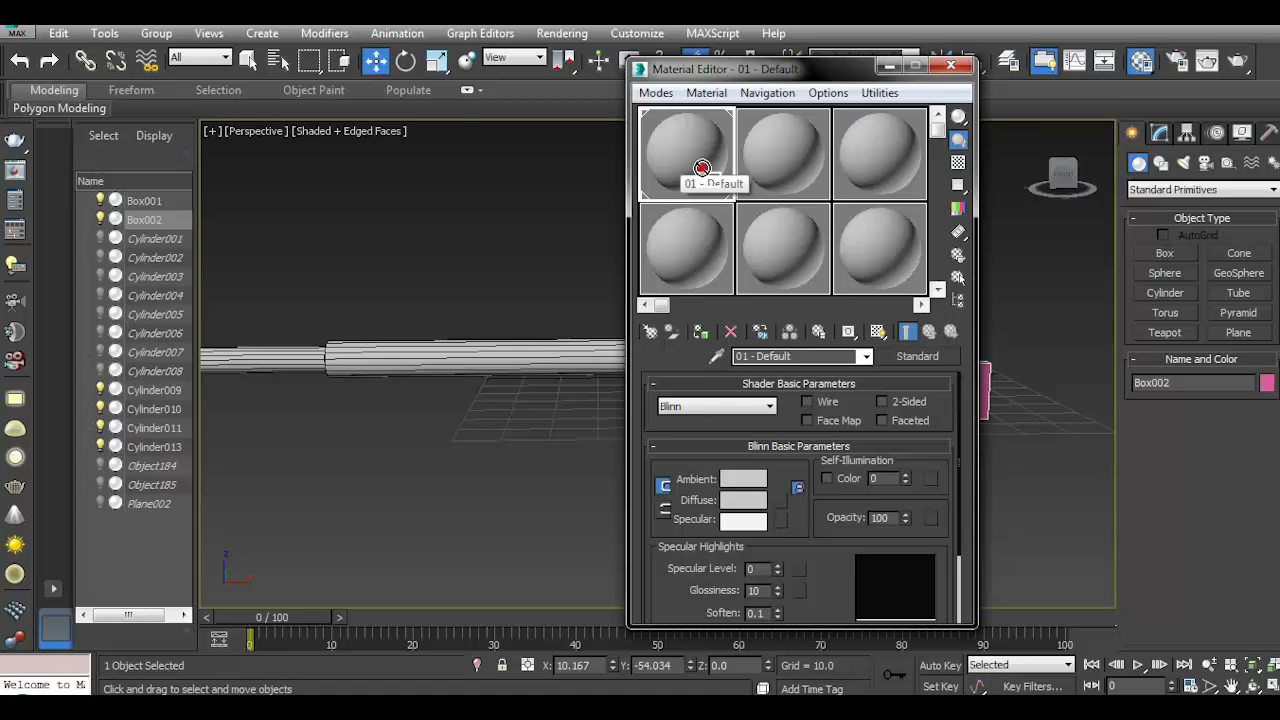 MAX Edit Tools Group Views Create Modifiers Animation Graph Editors Rendering Customize MAXScript Help
All View
Modeling Freeform Selection Object Paint Populate
Polygon Modeling
Select Display
Name
Box001
Box002
Cylinder001
Cylinder002
Cylinder003
Cylinder004
Cylinder005
Cylinder006
Cylinder007
Cylinder008
Cylinder009
Cylinder010
Cylinder011
Cylinder013
Object184
Object185
Plane002
[+] [Perspective] [Shaded + Edged Faces]
Material Editor - 01 - Default
Modes Material Navigation Options Utilities
01 - Default
01 - Default Standard
Shader Basic Parameters
Blinn Wire 2-Sided
Face Map Faceted
Blinn Basic Parameters
Self-Illumination
Ambient: Color 0
Diffuse:
Specular: Opacity: 100
Specular Highlights
Specular Level: 0
Glossiness: 10
Soften: 0.1
Standard Primitives
Object Type
AutoGrid
Box Cone
Sphere GeoSphere
Cylinder Tube
Torus Pyramid
Teapot Plane
Name and Color
Box002
z
0 / 100
0 10 20 30 40 50 60 70 80 90 100
1 Object Selected X: 10.167 Y: -54.034 Z: 0.0 Grid = 10.0 Auto Key Selected
Welcome to M Click and drag to select and move objects Add Time Tag Set Key Key Filters... 0